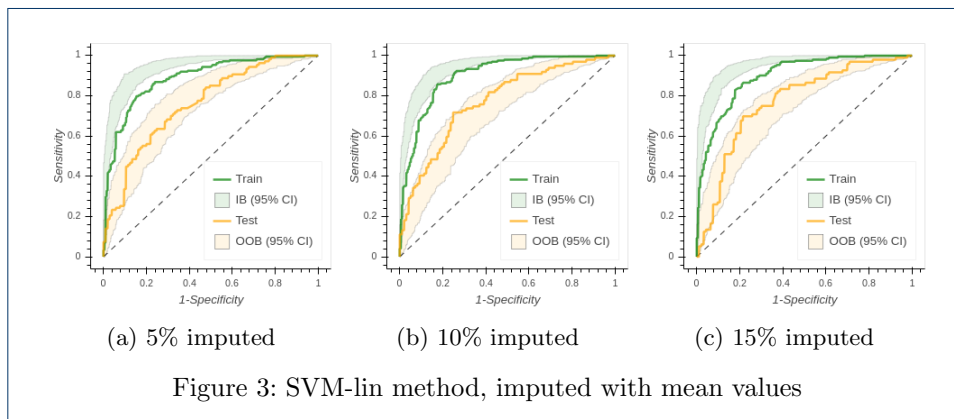 1
0.8
0.6
0.4
0.2
0
Sensitivity
Train
IB (95% CI)
Test
OOB (95% CI)
0 0.2 0.4 0.6 0.8 1
1-Specificity
(a) 5% imputed
1
0.8
0.6
0.4
0.2
0
Sensitivity
Train
IB (95% CI)
Test
OOB (95% CI)
0 0.2 0.4 0.6 0.8 1
1-Specificity
(b) 10% imputed
1
0.8
0.6
0.4
0.2
0
Sensitivity
Train
IB (95% CI)
Test
OOB (95% CI)
0 0.2 0.4 0.6 0.8 1
1-Specificity
(c) 15% imputed
Figure 3: SVM-lin method, imputed with mean values